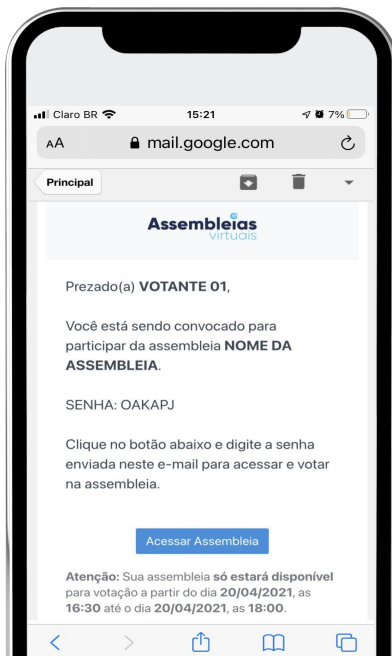 Claro BR 15:21 7%
AA mail.google.com
Principal
Assembleias
virtuais
Prezado(a) VOTANTE 01,
Você está sendo convocado para
participar da assembleia NOME DA
ASSEMBLEIA.
SENHA: OAKAPJ
Clique no botão abaixo e digite a senha
enviada neste e-mail para acessar e votar
na assembleia.
Acessar Assembleia
Atenção: Sua assembleia só estará disponível
para votação a partir do dia 20/04/2021, as
16:30 até o dia 20/04/2021, as 18:00.